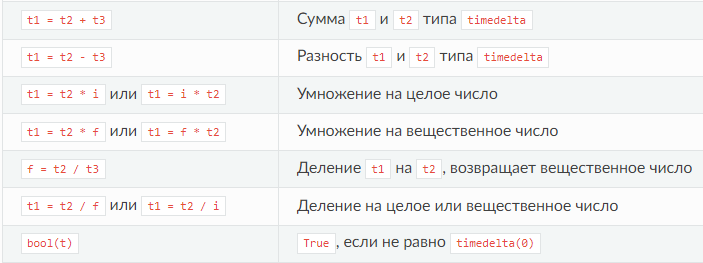 t1 = t2 + t3 Сумма t1 и t2 типа timedelta
t1 = t2 - t3 Разность t1 и t2 типа timedelta
t1 = t2 * i или t1 = i * t2 Умножение на целое число
t1 = t2 * f или t1 = f * t2 Умножение на вещественное число
f = t2 / t3 Деление t1 на t2 , возвращает вещественное число
t1 = t2 / f или t1 = t2 / i Деление на целое или вещественное число
bool(t) True , если не равно timedelta(0)